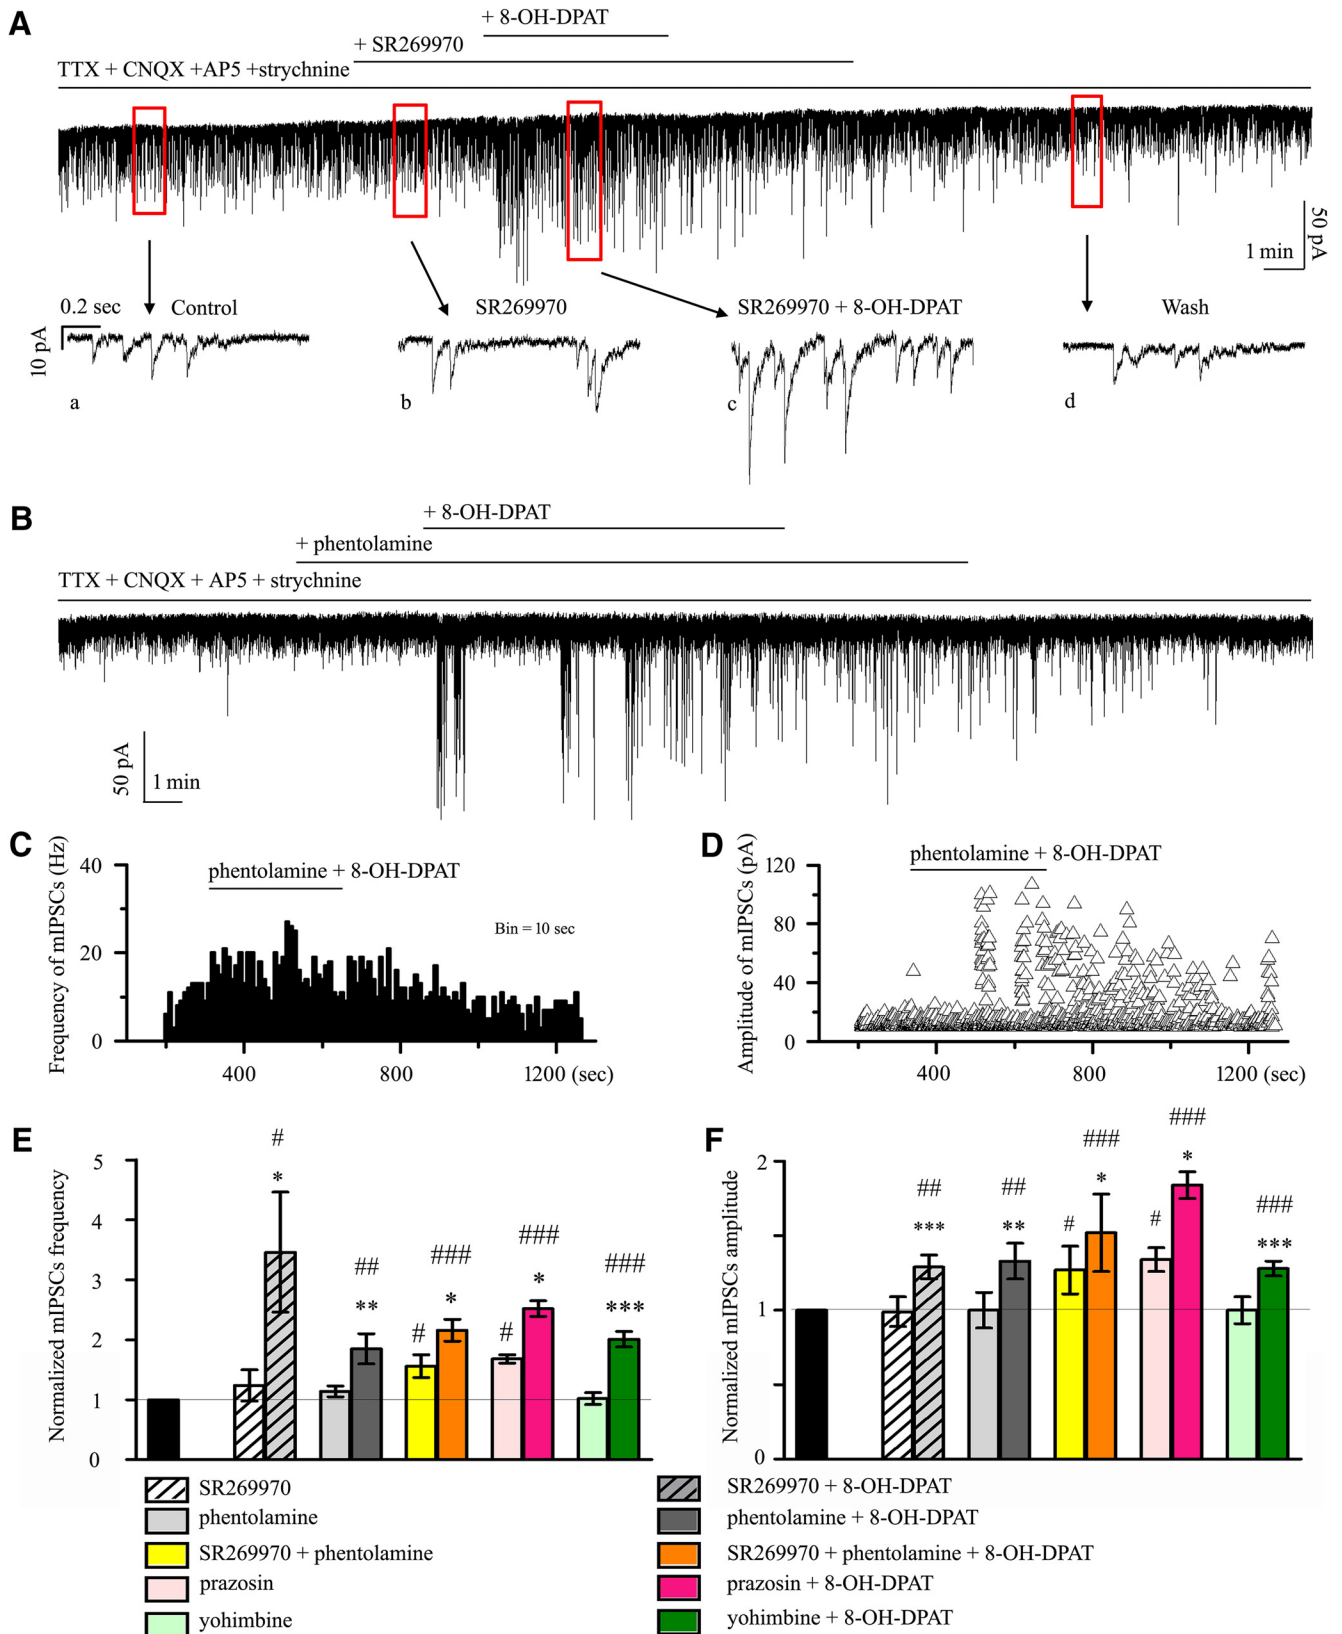 A
+ 8-OH-DPAT
+ SR269970
TTX + CNQX +AP5 +strychnine
50 pA
1 min
0.2 sec
Control
SR269970
SR269970 + 8-OH-DPAT
Wash
10 pA
a
b
c
d
B
+ 8-OH-DPAT
+ phentolamine
TTX + CNQX + AP5 + strychnine
50 pA
1 min
C
Frequency of mIPSCs (Hz)
40
20
0
phentolamine + 8-OH-DPAT
Bin = 10 sec
400
800
1200 (sec)
D
Amplitude of mIPSCs (pA)
120
80
40
0
phentolamine + 8-OH-DPAT
400
800
1200 (sec)
E
Normalized mIPSCs frequency
5
4
3
2
1
0
#
*
##
**
#
###
*
#
###
*
###
***
F
Normalized mIPSC amplitude
2
1
0
##
***
##
**
#
###
*
#
###
*
###
***
SR269970
phentolamine
SR269970 + phentolamine
prazosin
yohimbine
SR269970 + 8-OH-DPAT
phentolamine + 8-OH-DPAT
SR269970 + phentolamine + 8-OH-DPAT
prazosin + 8-OH-DPAT
yohimbine + 8-OH-DPAT